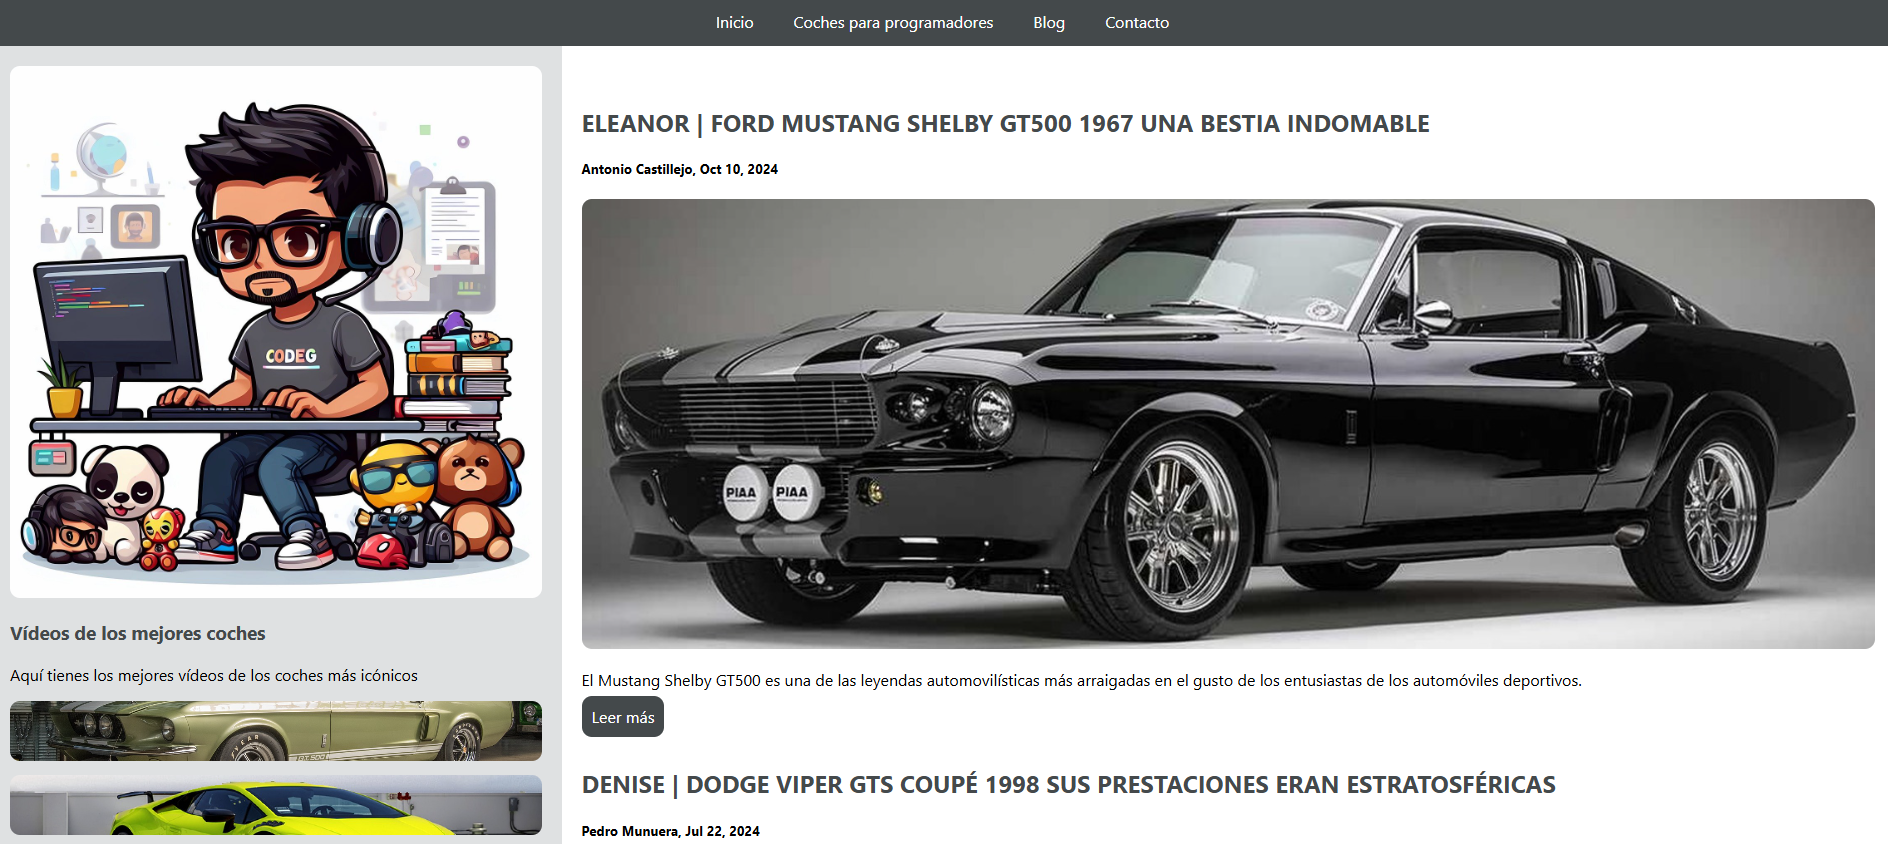 Inicio
Coches para programadores
Blog
Contacto
CODEG
Vídeos de los mejores coches
Aquí tienes los mejores vídeos de los coches más icónicos
GT500
ELEANOR | FORD MUSTANG SHELBY GT500 1967 UNA BESTIA INDOMABLE
Antonio Castillejo, Oct 10, 2024
PIAA
PIAA
El Mustang Shelby GT500 es una de las leyendas automovilísticas más arraigadas en el gusto de los entusiastas de los automóviles deportivos.
Leer más
DENISE | DODGE VIPER GTS COUPÉ 1998 SUS PRESTACIONES ERAN ESTRATOSFÉRICAS
Pedro Munuera, Jul 22, 2024